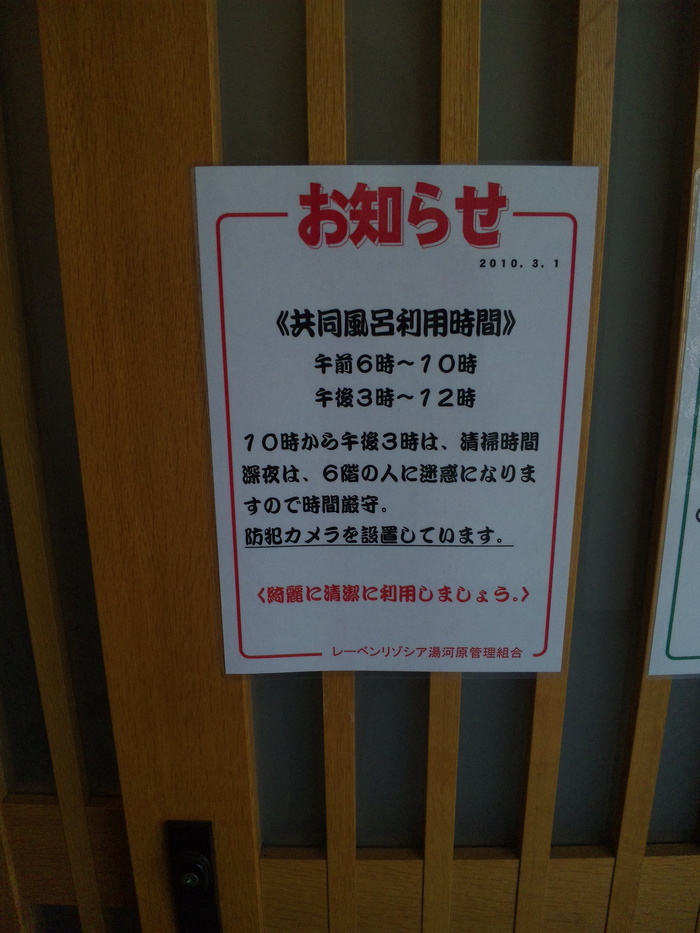 お知らせ
2010.3.1
《共同風呂利用時間》
午前6時～10時
午後3時～12時
10時から午後3時は、清掃時間
深夜は、6階の人に迷惑になりま
すので時間厳守。
防犯カメラを設置しています。
〈綺麗に清潔に利用しましょう。〉
レーベンリゾシア湯河原管理組合